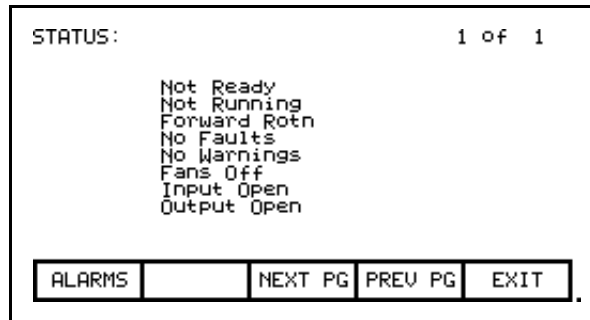 STATUS: 1 of 1
Not Ready
Not Running
Forward Rotn
No Faults
No Warnings
Fans Off
Input Open
Output Open
ALARMS NEXT PG PREV PG EXIT